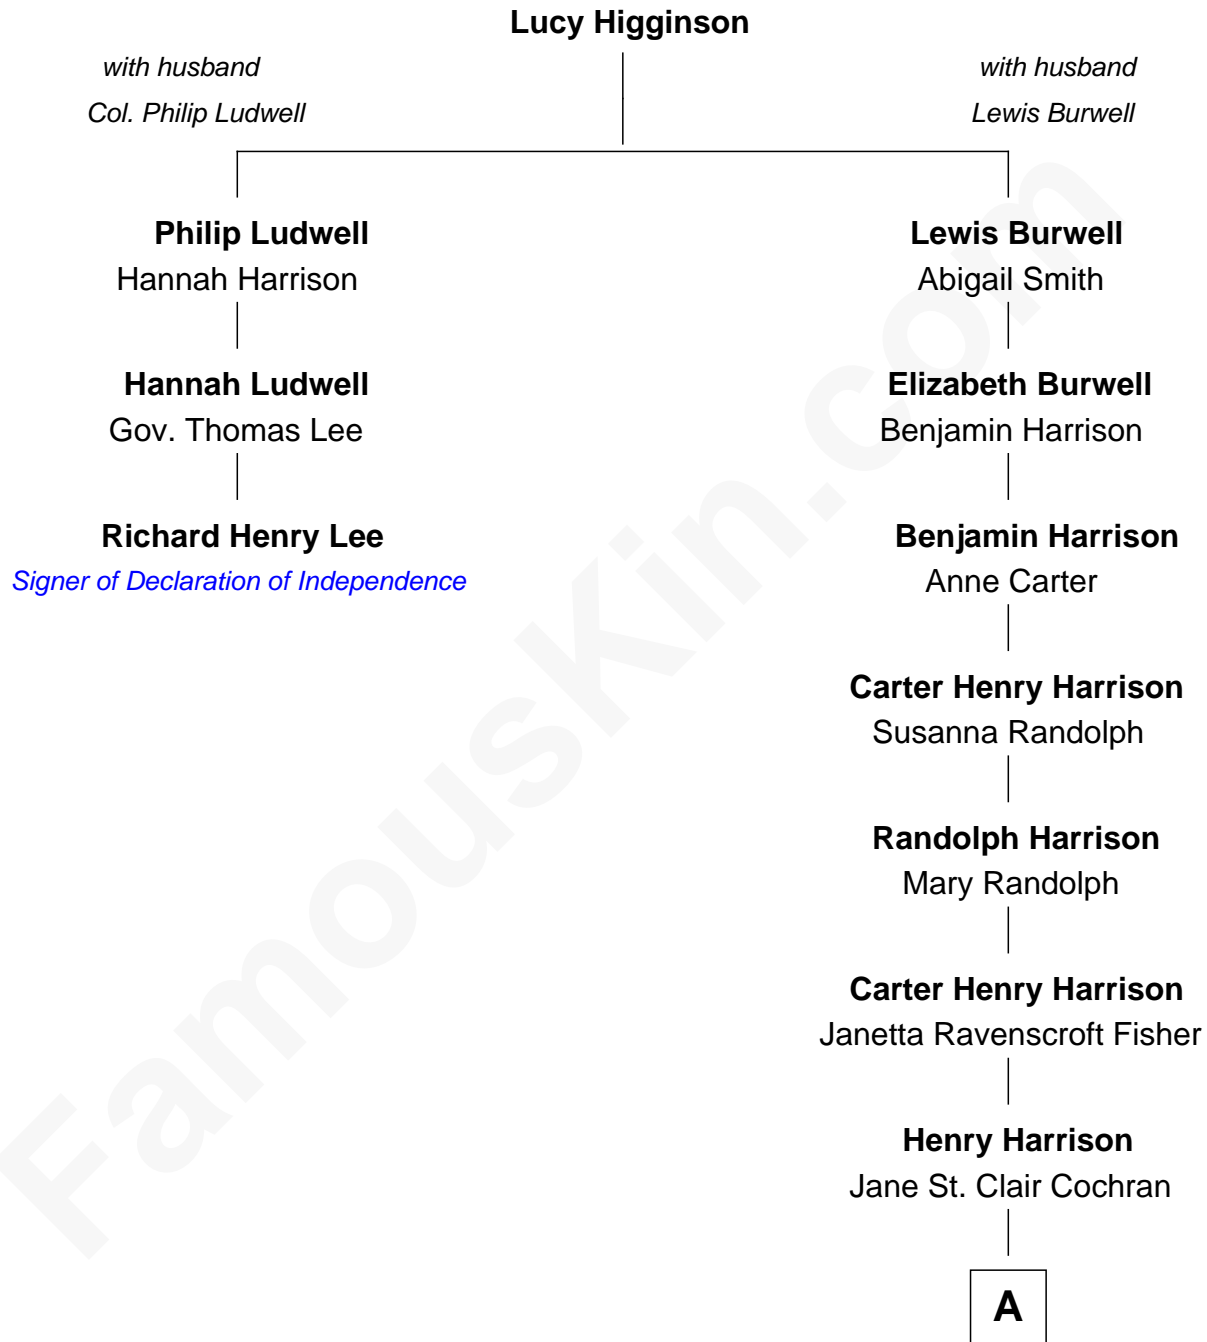 Lucy Higginson
with husband
Col. Philip Ludwell
with husband
Lewis Burwell
Philip Ludwell
Hannah Harrison
Hannah Ludwell
Gov. Thomas Lee
Richard Henry Lee
Signer of Declaration of Independence
Lewis Burwell
Abigail Smith
Elizabeth Burwell
Benjamin Harrison
Benjamin Harrison
Anne Carter
Carter Henry Harrison
Susanna Randolph
Randolph Harrison
Mary Randolph
Carter Henry Harrison
Janetta Ravenscroft Fisher
Henry Harrison
Jane St. Clair Cochran
A
FamousKin.com